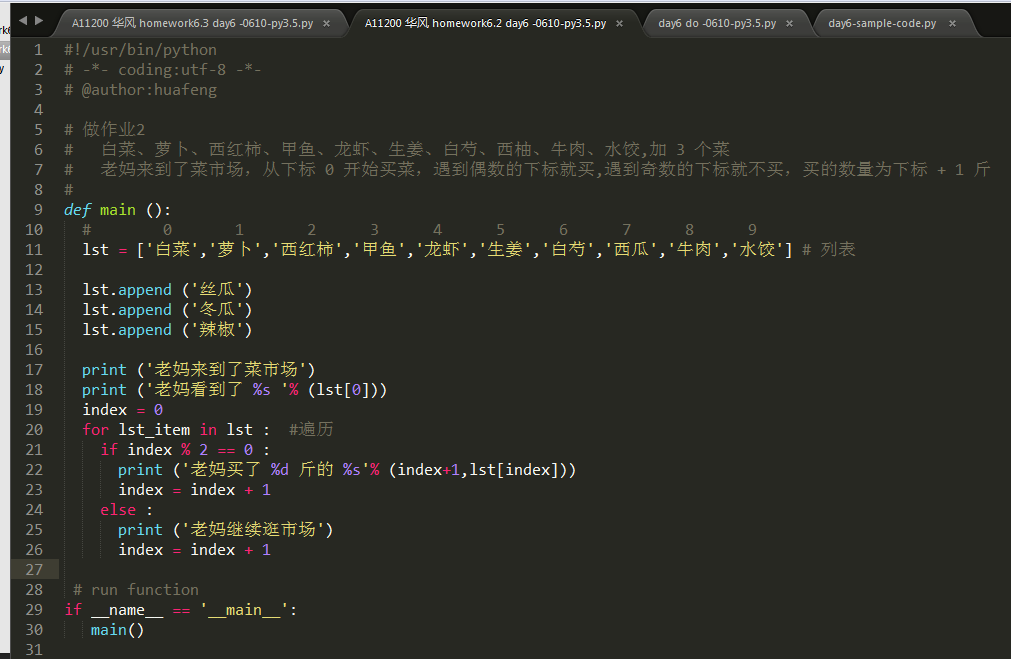 A11200 华风 homework6.3 day6 -0610-py3.5.py × A11200 华风 homework6.2 day6 -0610-py3.5.py × day6 do -0610-py3.5.py × day6-sample-code.py ×
1 #!/usr/bin/python
2 # -*- coding:utf-8 -*-
3 # @author:huafeng
4
5 # 做作业2
6 #   白菜、萝卜、西红柿、甲鱼、龙虾、生姜、白芍、西柚、牛肉、水饺,加 3 个菜
7 #   老妈来到了菜市场，从下标 0 开始买菜，遇到偶数的下标就买,遇到奇数的下标就不买，买的数量为下标 + 1 斤
8 #
9 def main ():
10   #        0       1       2      3      4      5      6      7      8      9
11   lst = ['白菜','萝卜','西红柿','甲鱼','龙虾','生姜','白芍','西瓜','牛肉','水饺'] # 列表
12
13   lst.append ('丝瓜')
14   lst.append ('冬瓜')
15   lst.append ('辣椒')
16
17   print ('老妈来到了菜市场')
18   print ('老妈看到了 %s '% (lst[0]))
19   index = 0
20   for lst_item in lst :  #遍历
21     if index % 2 == 0 :
22       print ('老妈买了 %d 斤的 %s'% (index+1,lst[index]))
23       index = index + 1
24     else :
25       print ('老妈继续逛市场')
26       index = index + 1
27
28  # run function
29 if __name__ == '__main__':
30    main()
31